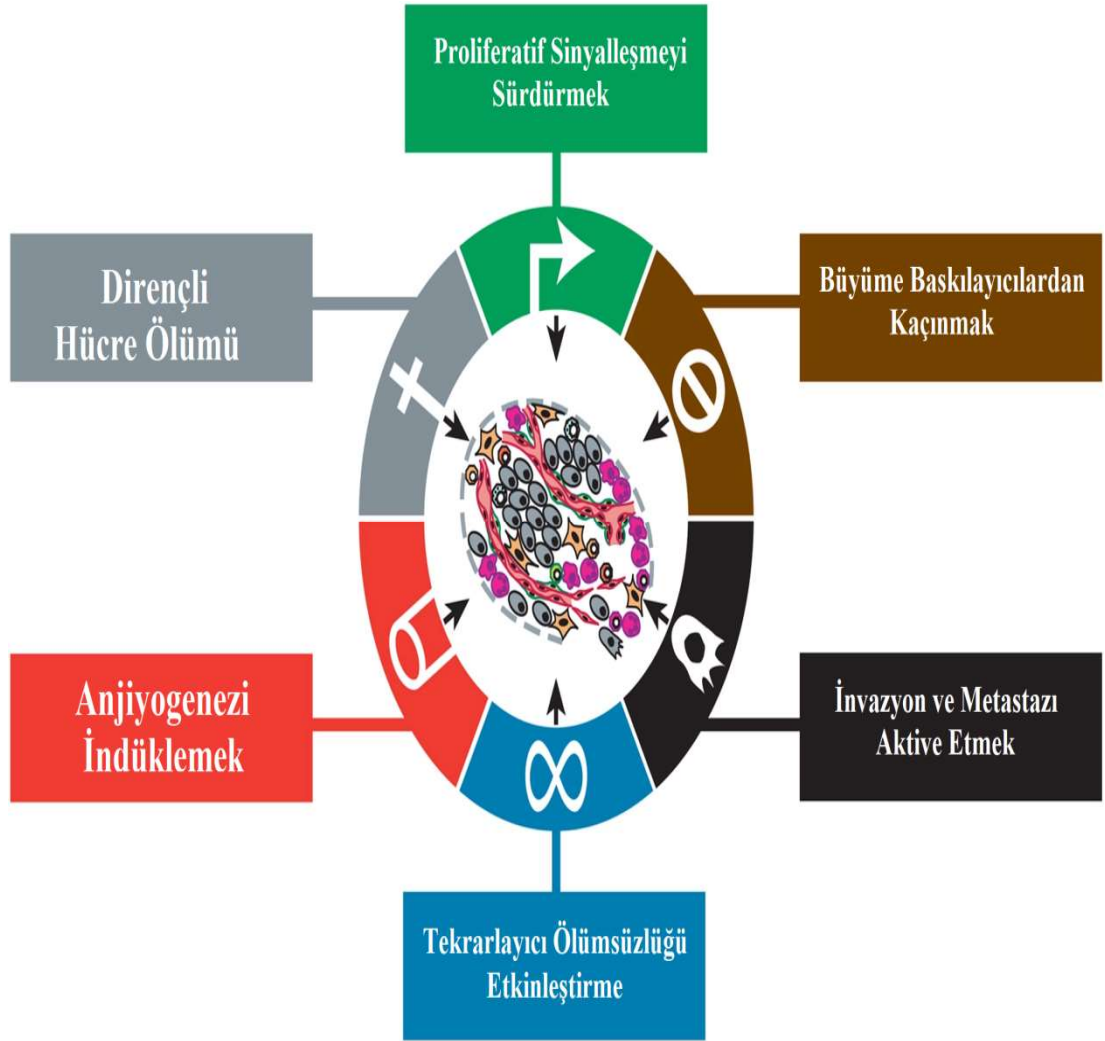 Proliferatif Sinyalleşmeyi
Sürdürmek
Dirençli
Hücre Ölümü
Büyüme Baskılayıcılardan
Kaçınmak
Anjiyogenezi
İndüklemek
İnvazyon ve Metastazı
Aktive Etmek
Tekrarlayıcı Ölümsüzlüğü
Etkinleştirme